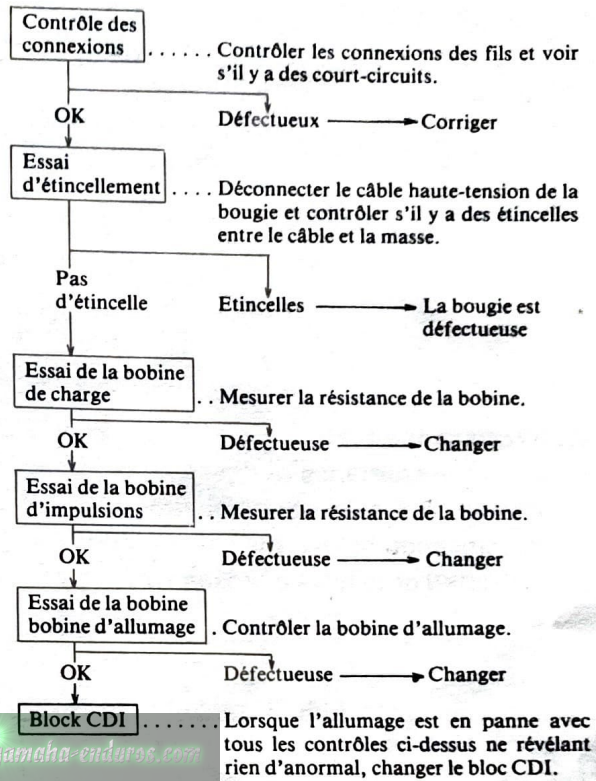 Contrôle des
connexions ...... Contrôler les connexions des fils et voir
s'il y a des court-circuits.
OK Défectueux Corriger
Essai
d'étincellement .... Déconnecter le câble haute-tension de la
bougie et contrôler s'il y a des étincelles
entre le câble et la masse.
Pas
d'étincelle Etincelles La bougie est
défectueuse
Essai de la bobine
de charge .. Mesurer la résistance de la bobine.
OK Défectueuse Changer
Essai de la bobine
d'impulsions .. Mesurer la résistance de la bobine.
OK Défectueuse Changer
Essai de la bobine
bobine d'allumage . Contrôler la bobine d'allumage.
OK Défectueuse Changer
Block CDI ....... Lorsque l'allumage est en panne avec
tous les contrôles ci-dessus ne révélant
rien d'anormal, changer le bloc CDI.
yamaha-enduros.com